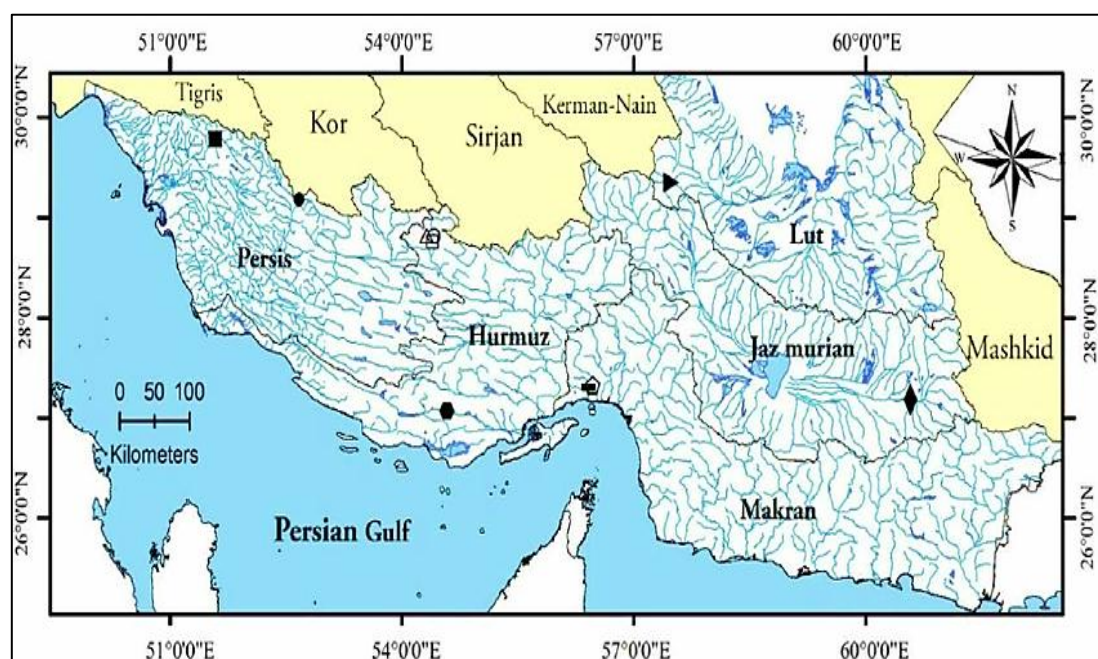 51°0'0"E 54°0'0"E 57°0'0"E 60°0'0"E
30°0'0"N
28°0'0"N
26°0'0"N
Tigris
Kor
Sirjan
Kerman-Nain
N
W
S
Persis
Lut
Hurmuz
Jaz murian
Mashkid
0 50 100
Kilometers
Makran
Persian Gulf
30°0'0"N
28°0'0"N
26°0'0"N
51°0'0"E 54°0'0"E 57°0'0"E 60°0'0"E